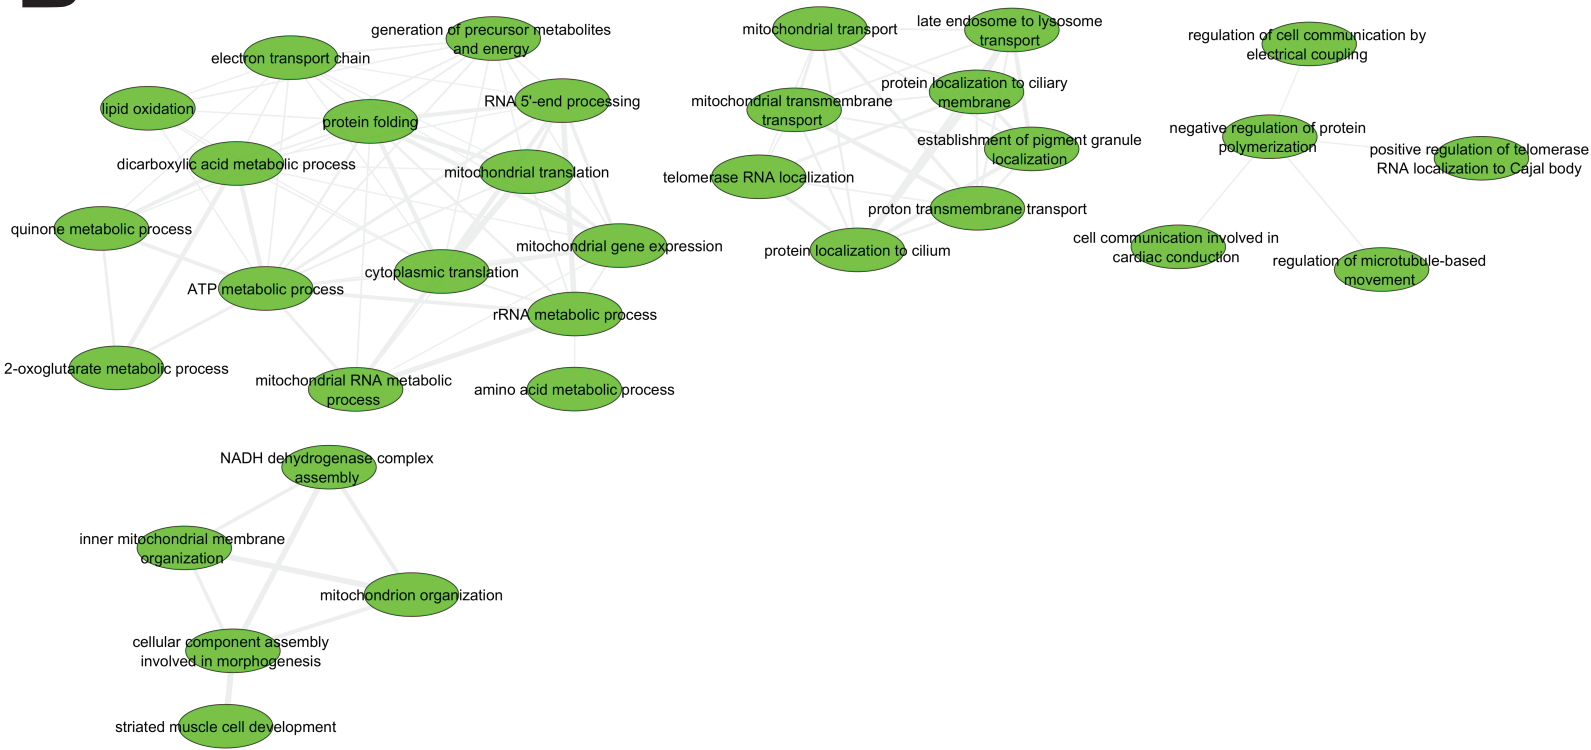 generation of precursor metabolites
and energy
electron transport chain
lipid oxidation
RNA 5'-end processing
protein folding
dicarboxylic acid metabolic process
mitochondrial translation
quinone metabolic process
mitochondrial gene expression
cytoplasmic translation
ATP metabolic process
rRNA metabolic process
2-oxoglutarate metabolic process
mitochondrial RNA metabolic
process
amino acid metabolic process
mitochondrial transport
late endosome to lysosome
transport
protein localization to ciliary
membrane
mitochondrial transmembrane
transport
establishment of pigment granule
localization
telomerase RNA localization
proton transmembrane transport
protein localization to cilium
regulation of cell communication by
electrical coupling
negative regulation of protein
polymerization
positive regulation of telomerase
RNA localization to Cajal body
cell communication involved in
cardiac conduction
regulation of microtubule-based
movement
NADH dehydrogenase complex
assembly
inner mitochondrial membrane
organization
mitochondrion organization
cellular component assembly
involved in morphogenesis
striated muscle cell development